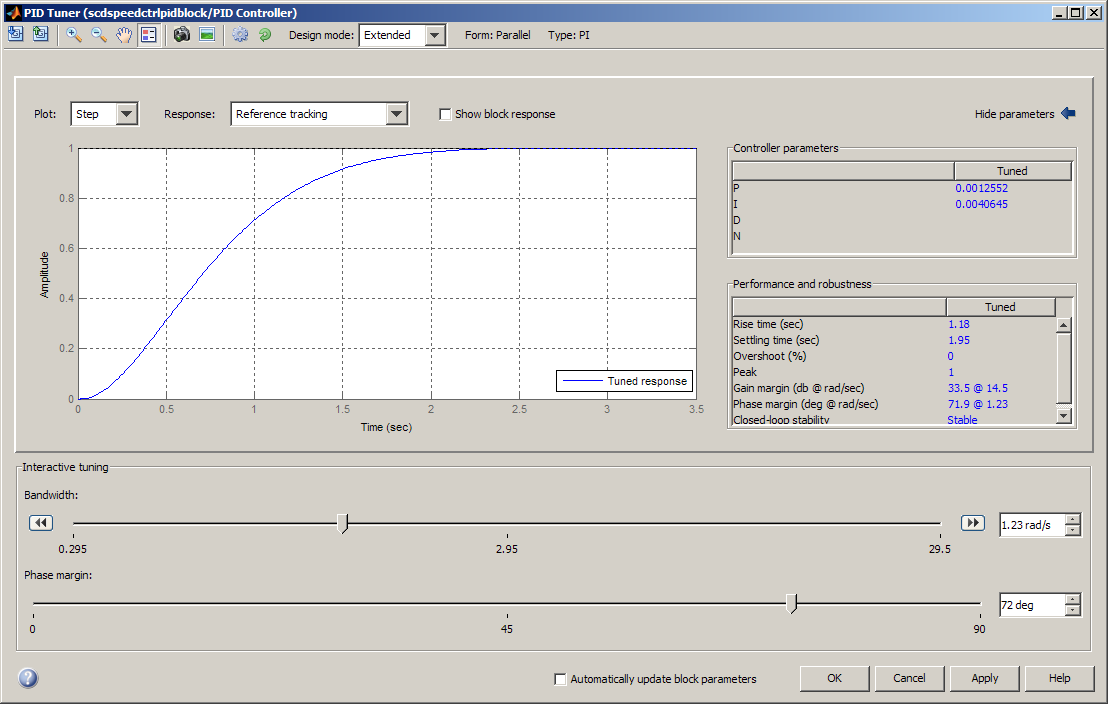 PID Tuner (scdspeedctrlpidblock/PID Controller)
Design mode: Extended Form: Parallel Type: PI
Plot: Step Response: Reference tracking Show block response Hide parameters
1
0.8
0.6
0.4
0.2
0
Amplitude
0 0.5 1 1.5 2 2.5 3 3.5
Time (sec)
Tuned response
Controller parameters
Tuned
P 0.0012552
I 0.0040645
D
N
Performance and robustness
Tuned
Rise time (sec) 1.18
Settling time (sec) 1.95
Overshoot (%) 0
Peak 1
Gain margin (db @ rad/sec) 33.5 @ 14.5
Phase margin (deg @ rad/sec) 71.9 @ 1.23
Closed-loop stability Stable
Interactive tuning
Bandwidth:
1.23 rad/s
0.295 2.95 29.5
Phase margin:
72 deg
0 45 90
? Automatically update block parameters OK Cancel Apply Help